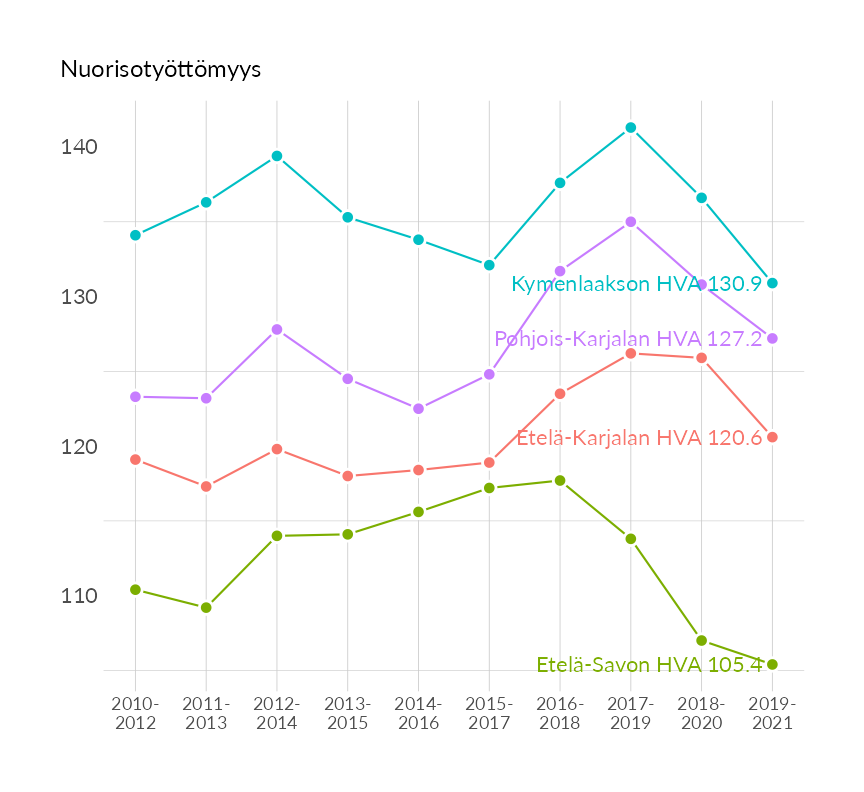 Nuorisotyöttömyys
140
130
120
110
Kymenlaakson HVA 130.9
Pohjois-Karjalan HVA 127.2
Etelä-Karjalan HVA 120.6
Etelä-Savon HVA 105.4
2010- 2011- 2012- 2013- 2014- 2015- 2016- 2017- 2018- 2019-
2012 2013 2014 2015 2016 2017 2018 2019 2020 2021